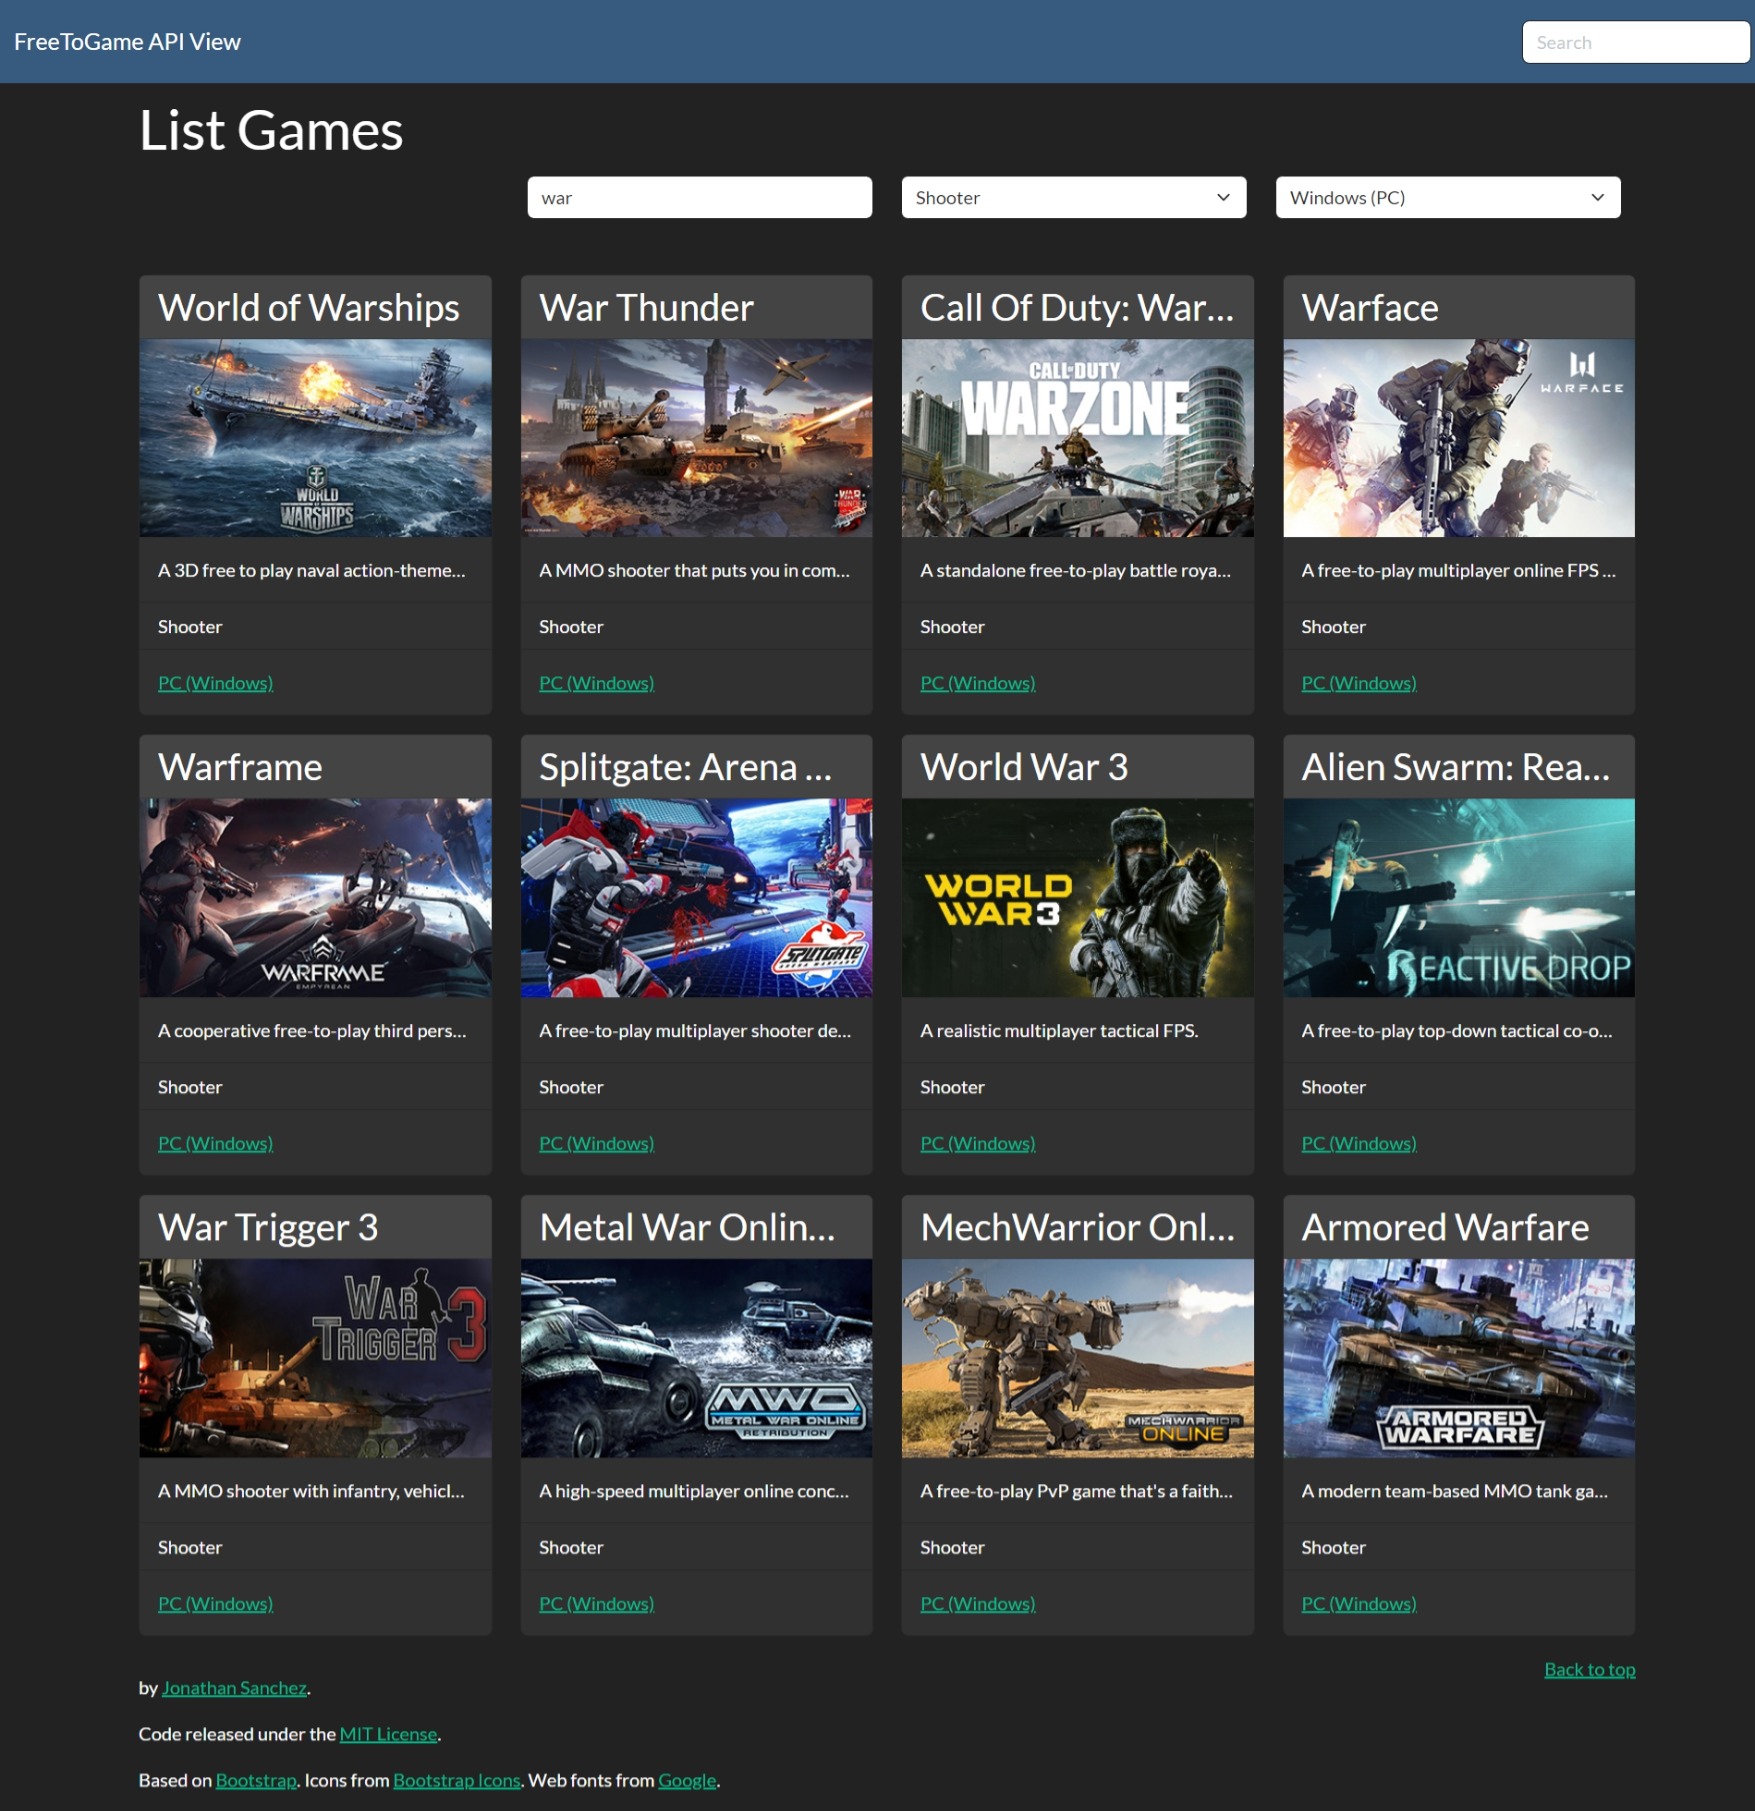 FreeToGame API View
Search
List Games
war
Shooter
Windows (PC)
World of Warships
WORLD OF WARSHIPS
A 3D free to play naval action-theme...
Shooter
PC (Windows)
War Thunder
WAR THUNDER
A MMO shooter that puts you in com...
Shooter
PC (Windows)
Call Of Duty: War...
CALL OF DUTY
WARZONE
A standalone free-to-play battle roya...
Shooter
PC (Windows)
Warface
WARFACE
A free-to-play multiplayer online FPS ...
Shooter
PC (Windows)
Warframe
WARFRAME
EMPYREAN
A cooperative free-to-play third pers...
Shooter
PC (Windows)
Splitgate: Arena ...
SPLITGATE
ARENA WARFARE
A free-to-play multiplayer shooter de...
Shooter
PC (Windows)
World War 3
WORLD
WAR3
A realistic multiplayer tactical FPS.
Shooter
PC (Windows)
Alien Swarm: Rea...
REACTIVE DROP
A free-to-play top-down tactical co-o...
Shooter
PC (Windows)
War Trigger 3
WAR
TRIGGER 3
A MMO shooter with infantry, vehicl...
Shooter
PC (Windows)
Metal War Onlin...
MWO
METAL WAR ONLINE
RETRIBUTION
A high-speed multiplayer online conc...
Shooter
PC (Windows)
MechWarrior Onl...
MECHWARRIOR
ONLINE
A free-to-play PvP game that's a faith...
Shooter
PC (Windows)
Armored Warfare
ARMORED
WARFARE
A modern team-based MMO tank ga...
Shooter
PC (Windows)
Back to top
by Jonathan Sanchez.
Code released under the MIT License.
Based on Bootstrap. Icons from Bootstrap Icons. Web fonts from Google.